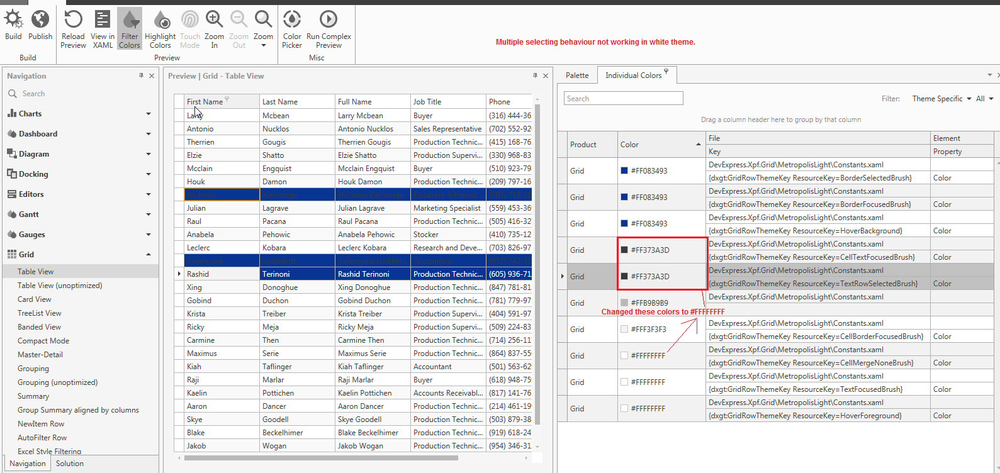 Build
Publish
Reload Preview
View in XAML
Filter Colors
Highlight Colors
Touch Mode
Zoom In
Zoom Out
Zoom
Color Picker
Run Complex Preview
Build
Preview
Misc
Multiple selecting behaviour not working in white theme.
Navigation
Search
Charts
Dashboard
Diagram
Docking
Editors
Gantt
Gauges
Grid
Table View
Table View (unoptimized)
Card View
TreeList View
Banded View
Compact Mode
Master-Detail
Grouping
Grouping (unoptimized)
Summary
Group Summary aligned by columns
NewItem Row
AutoFilter Row
Excel Style Filtering
Navigation Solution
Preview | Grid - Table View
First Name Last Name Full Name Job Title Phone
Larry Mcbean Larry Mcbean Buyer (316) 444-36
Antonio Nucklos Antonio Nucklos Sales Representative (702) 552-92
Therrien Gougis Therrien Gougis Production Technic... (415) 168-76
Elzie Shatto Elzie Shatto Production Supervi... (330) 968-83
Mcclain Engquist Mcclain Engquist Buyer (510) 923-79
Houk Damon Houk Damon Production Technic... (209) 797-16
Nicholas Kleinsorge Nicholas Kleinsorge Database Administ...
Julian Lagrave Julian Lagrave Marketing Specialist (559) 453-36
Raul Pacana Raul Pacana Production Technic... (505) 416-32
Anabela Pehowic Anabela Pehowic Stocker (410) 735-12
Leclerc Kobara Leclerc Kobara Research and Deve... (703) 826-97
Valenzuela Luckhardt Valenzuela Luckhar... Accountant (617) 342-
Rashid Terinoni Rashid Terinoni Production Technic... (605) 936-71
Xing Donoghue Xing Donoghue Production Technic... (847) 781-81
Gobind Duchon Gobind Duchon Production Technic... (781) 779-97
Krista Treiber Krista Treiber Production Supervi... (404) 591-97
Ricky Meja Ricky Meja Production Supervi... (509) 224-83
Carmine Then Carmine Then Production Technic... (714) 256-11
Maximus Serie Maximus Serie Production Technic... (864) 837-55
Kiah Taflinger Kiah Taflinger Accountant (501) 563-62
Raji Marlar Raji Marlar Buyer (618) 948-75
Kaelin Pottichen Kaelin Pottichen Accounts Receivabl... (817) 141-76
Aaron Dancer Aaron Dancer Production Technic... (214) 461-19
Skye Goodell Skye Goodell Production Technic... (503) 879-38
Blake Beckelhimer Blake Beckelhimer Production Technic... (919) 618-24
Jakob Wogan Jakob Wogan Production Technic... (954) 346-31
Palette Individual Colors
Search
Filter: Theme Specific All
Drag a column header here to group by that column
Product Color File Element
Key Property
Grid #FF083493 DevExpress.Xpf.Grid\MetropolisLight\Constants.xaml
{dxgt:GridRowThemeKey ResourceKey=BorderSelectedBrush} Color
Grid #FF083493 DevExpress.Xpf.Grid\MetropolisLight\Constants.xaml
{dxgt:GridRowThemeKey ResourceKey=BorderFocusedBrush} Color
Grid #FF083493 DevExpress.Xpf.Grid\MetropolisLight\Constants.xaml
{dxgt:GridRowThemeKey ResourceKey=HoverBackground} Color
Grid #FF373A3D DevExpress.Xpf.Grid\MetropolisLight\Constants.xaml
{dxgt:GridRowThemeKey ResourceKey=CellTextFocusedBrush} Color
Grid #FF373A3D DevExpress.Xpf.Grid\MetropolisLight\Constants.xaml
{dxgt:GridRowThemeKey ResourceKey=TextRowSelectedBrush} Color
Grid #FFB9B9B9 DevExpress.Xpf.Grid\MetropolisLight\Constants.xaml
Changed these colors to #FFFFFFFF
Grid #FFF3F3F3 DevExpress.Xpf.Grid\MetropolisLight\Constants.xaml
{dxgt:GridRowThemeKey ResourceKey=CellBorderFocusedBrush} Color
Grid #FFFFFFFF DevExpress.Xpf.Grid\MetropolisLight\Constants.xaml
{dxgt:GridRowThemeKey ResourceKey=CellMergeNoneBrush} Color
Grid #FFFFFFFF DevExpress.Xpf.Grid\MetropolisLight\Constants.xaml
{dxgt:GridRowThemeKey ResourceKey=TextFocusedBrush} Color
Grid #FFFFFFFF DevExpress.Xpf.Grid\MetropolisLight\Constants.xaml
{dxgt:GridRowThemeKey ResourceKey=HoverForeground} Color